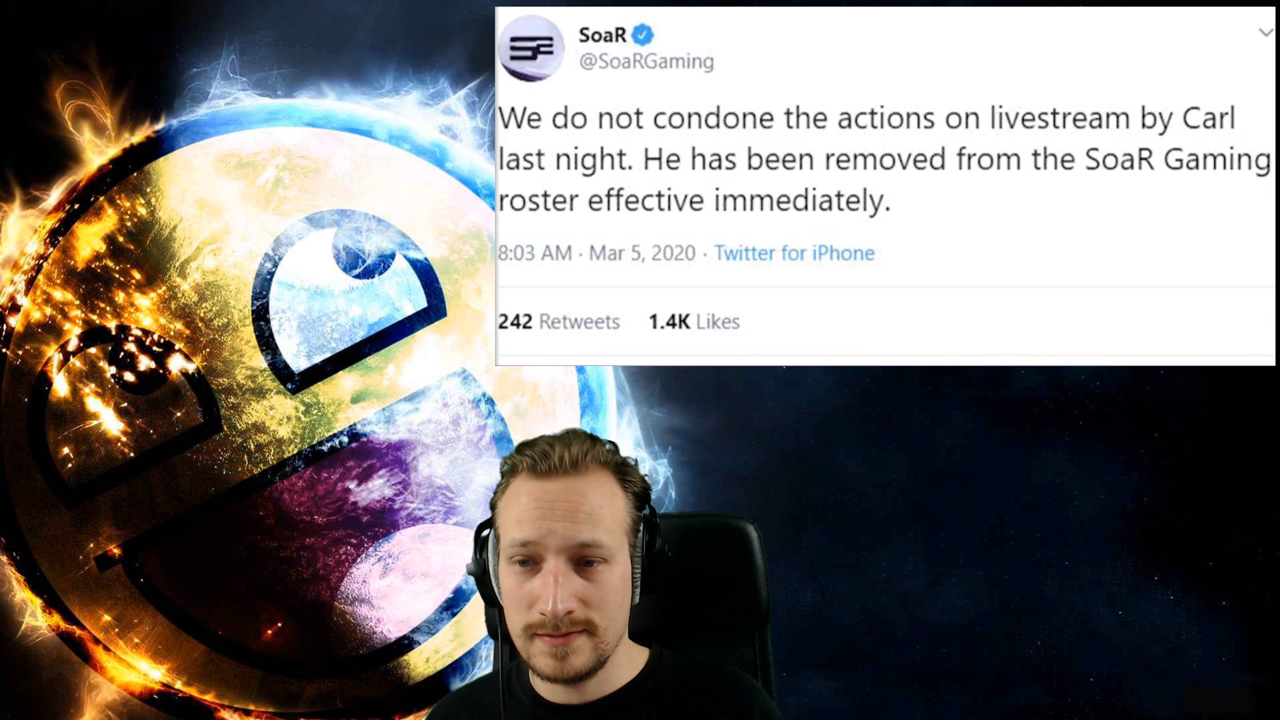 SoaR
@SoaRGaming
We do not condone the actions on livestream by Carl
last night. He has been removed from the SoaR Gaming
roster effective immediately.
8:03 AM · Mar 5, 2020 · Twitter for iPhone
242 Retweets 1.4K Likes